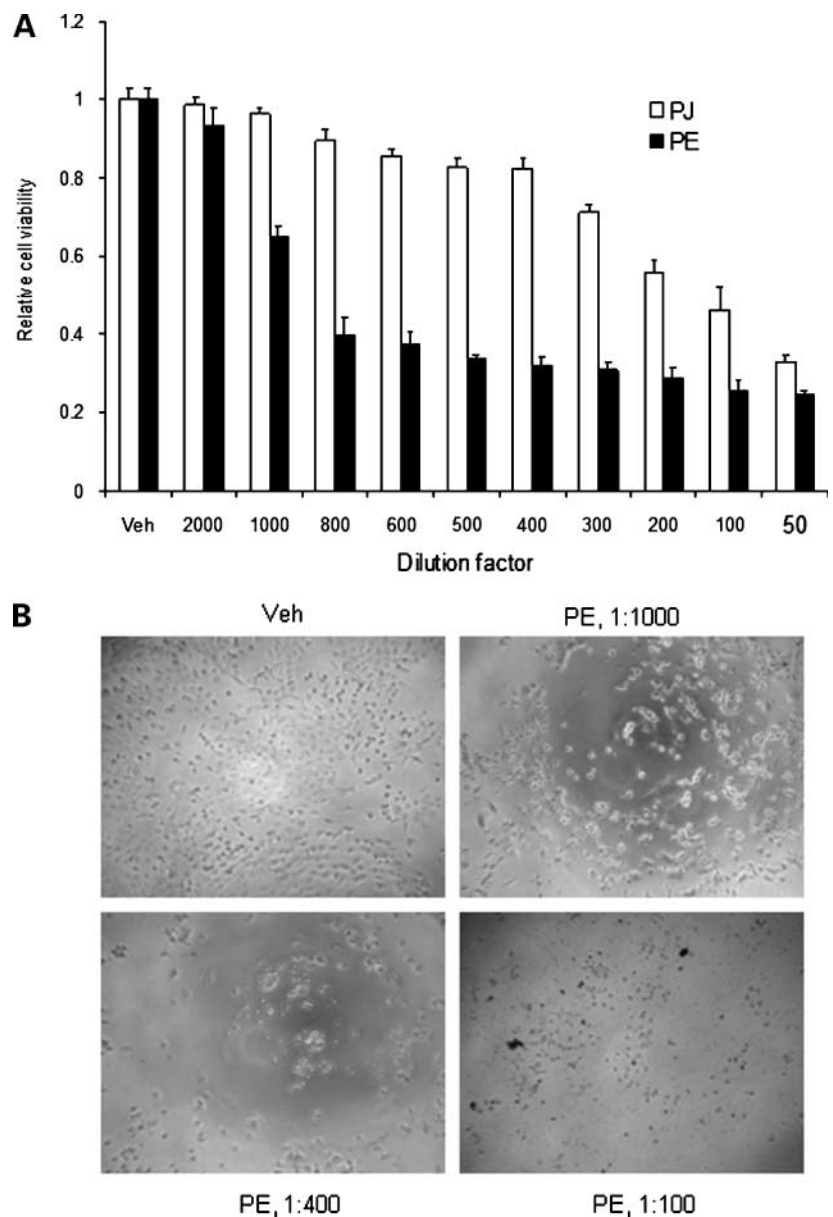 A
1.2
1
0.8
0.6
0.4
0.2
0
Relative cell viability
PJ
PE
Veh 2000 1000 800 600 500 400 300 200 100 50
Dilution factor
B
Veh
PE, 1:1000
PE, 1:400
PE, 1:100